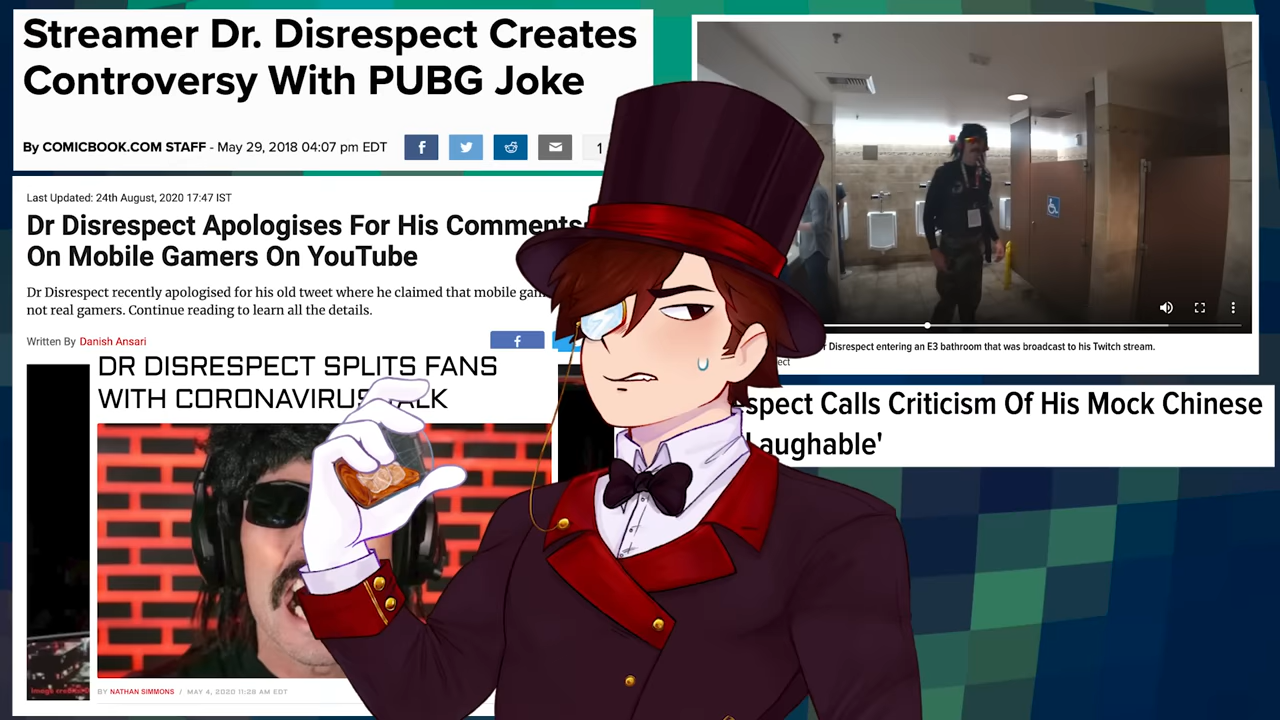 Streamer Dr. Disrespect Creates
Controversy With PUBG Joke
By COMICBOOK.COM STAFF - May 29, 2018 04:07 pm EDT
1
Last Updated: 24th August, 2020 17:47 IST
Dr Disrespect Apologises For His Comments
On Mobile Gamers On YouTube
Dr Disrespect recently apologised for his old tweet where he claimed that mobile
not real gamers. Continue reading to learn all the details.
Written By Danish Ansari
DR DISRESPECT SPLITS FANS
WITH CORONAVIRUS
BY NATHAN SIMMONS / MAY 4, 2020 11:28 AM EDT
Disrespect entering an E3 bathroom that was broadcast to his Twitch stream.
spect Calls Criticism Of His Mock Chinese
Laughable'